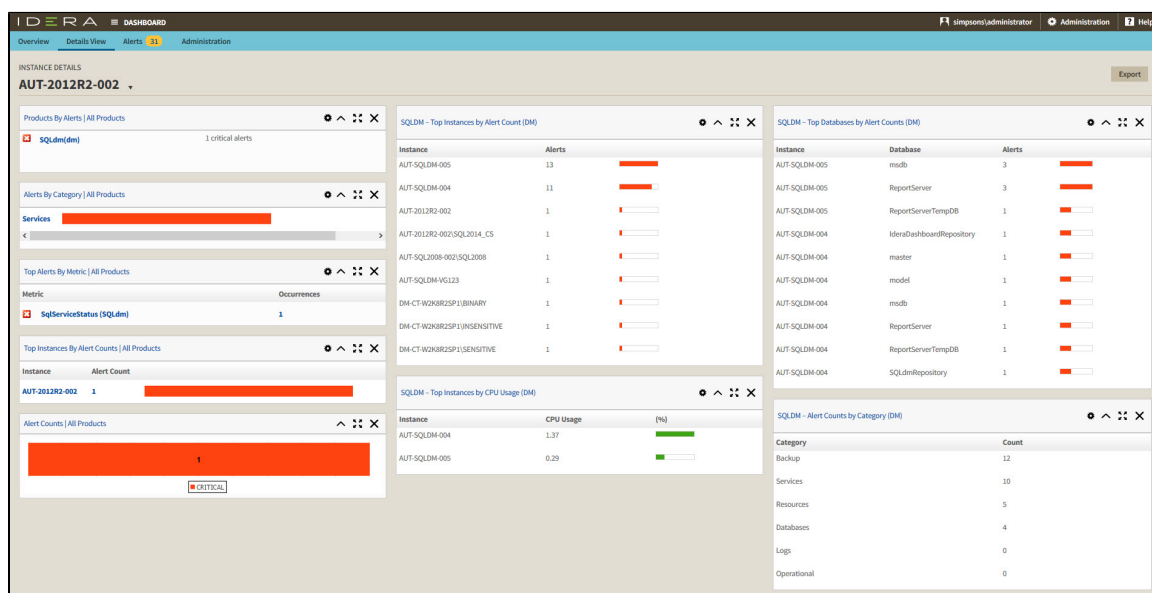 IDERA DASHBOARD simpsons\administrator Administration Help
Overview Details View Alerts 31 Administration
INSTANCE DETAILS
AUT-2012R2-002
Export
Products By Alerts | All Products
SQLdm(dm) 1 critical alerts
Alerts By Category | All Products
Services
Top Alerts By Metric | All Products
Metric Occurrences
SqlServiceStatus (SQLdm) 1
Top Instances By Alert Counts | All Products
Instance Alert Count
AUT-2012R2-002 1
Alert Counts | All Products
1
CRITICAL
SQLDM – Top Instances by Alert Count (DM)
Instance Alerts
AUT-SQLDM-005 13
AUT-SQLDM-004 11
AUT-2012R2-002 1
AUT-2012R2-002\SQL2014_CS 1
AUT-SQL2008-002\SQL2008 1
AUT-SQLDM-VG123 1
DM-CT-W2K8R2SP1\BINARY 1
DM-CT-W2K8R2SP1\INSENSITIVE 1
DM-CT-W2K8R2SP1\SENSITIVE 1
SQLDM – Top Instances by CPU Usage (DM)
Instance CPU Usage (%)
AUT-SQLDM-004 1.37
AUT-SQLDM-005 0.29
SQLDM – Top Databases by Alert Counts (DM)
Instance Database Alerts
AUT-SQLDM-005 msdb 3
AUT-SQLDM-005 ReportServer 3
AUT-SQLDM-005 ReportServerTempDB 1
AUT-SQLDM-004 IderaDashboardRepository 1
AUT-SQLDM-004 master 1
AUT-SQLDM-004 model 1
AUT-SQLDM-004 msdb 1
AUT-SQLDM-004 ReportServer 1
AUT-SQLDM-004 ReportServerTempDB 1
AUT-SQLDM-004 SQLdmRepository 1
SQLDM – Alert Counts by Category (DM)
Category Count
Backup 12
Services 10
Resources 5
Databases 4
Logs 0
Operational 0